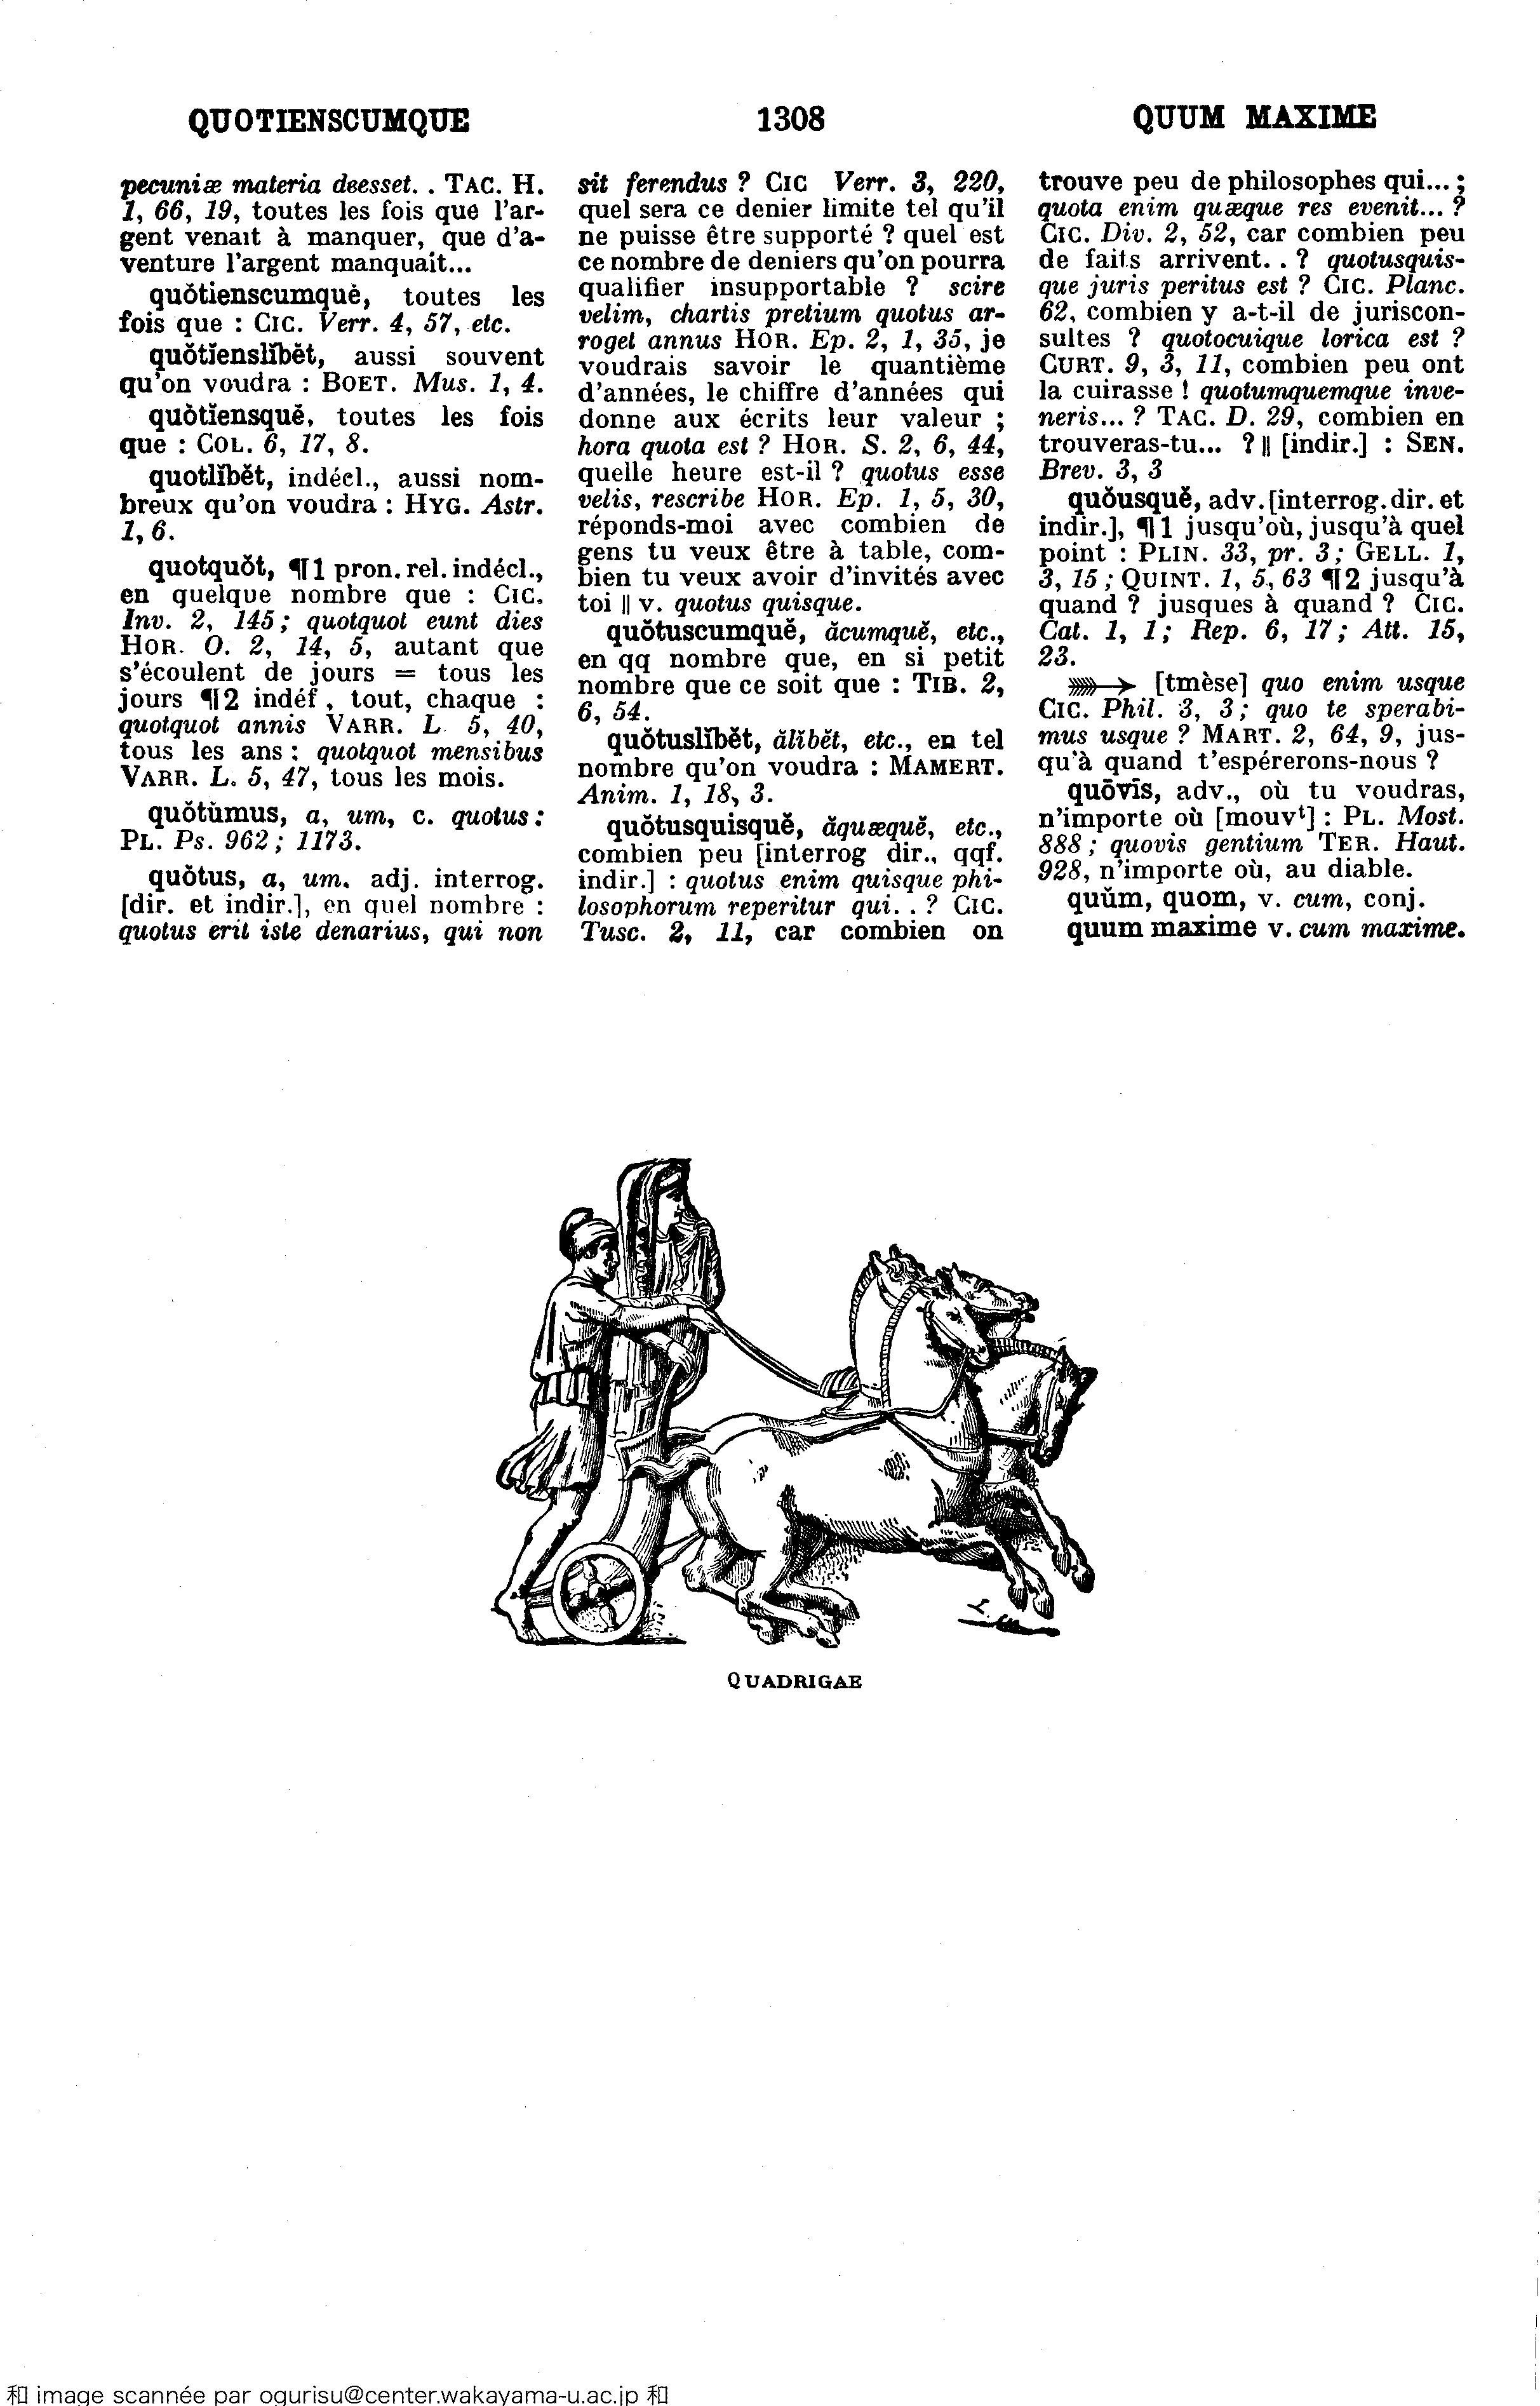 QUOTIENSCUMQUE
1308
QUUM MAXIME
pecuniæ materia deesset. . TAC. H.
1, 66, 19, toutes les fois que l'ar-
gent venait à manquer, que d'a-
venture l'argent manquait...
quŏtienscumquĕ, toutes les
fois que : CIC. Verr. 4, 57, etc.
quŏtĭenslĭbĕt, aussi souvent
qu'on voudra : BOET. Mus. 1, 4.
quŏtĭensquĕ, toutes les fois
que : COL. 6, 17, 8.
quotlĭbĕt, indécl., aussi nom-
breux qu'on voudra : HYG. Astr.
1, 6.
quotquŏt, ¶1 pron. rel. indécl.,
en quelque nombre que : CIC.
Inv. 2, 145 ; quotquot eunt dies
HOR. O. 2, 14, 5, autant que
s'écoulent de jours = tous les
jours ¶2 indéf, tout, chaque :
quotquot annis VARR. L. 5, 40,
tous les ans : quotquot mensibus
VARR. L. 5, 47, tous les mois.
quŏtŭmus, a, um, c. quotus :
PL. Ps. 962 ; 1173.
quŏtus, a, um. adj. interrog.
[dir. et indir.], en quel nombre :
quotus erit iste denarius, qui non
sit ferendus ? CIC Verr. 3, 220,
quel sera ce denier limite tel qu'il
ne puisse être supporté ? quel est
ce nombre de deniers qu'on pourra
qualifier insupportable ? scire
velim, chartis pretium quotus ar-
roget annus HOR. Ep. 2, 1, 35, je
voudrais savoir le quantième
d'années, le chiffre d'années qui
donne aux écrits leur valeur ;
hora quota est ? HOR. S. 2, 6, 44,
quelle heure est-il ? quotus esse
velis, rescribe HOR. Ep. 1, 5, 30,
réponds-moi avec combien de
gens tu veux être à table, com-
bien tu veux avoir d'invités avec
toi || v. quotus quisque.
quŏtuscumquĕ, ăcumquĕ, etc.,
en qq nombre que, en si petit
nombre que ce soit que : TIB. 2,
6, 54.
quŏtuslĭbĕt, ălĭbĕt, etc., en tel
nombre qu'on voudra : MAMERT.
Anim. 1, 18, 3.
quŏtusquisquĕ, ăquæquĕ, etc.,
combien peu [interrog dir., qqf.
indir.] : quotus enim quisque phi-
losophorum reperitur qui. . ? CIC.
Tusc. 2, 11, car combien on
trouve peu de philosophes qui... ;
quota enim quæque res evenit... ?
CIC. Div. 2, 52, car combien peu
de faits arrivent. . ? quotusquis-
que juris peritus est ? CIC. Planc.
62, combien y a-t-il de juriscon-
sultes ? quotocuique lorica est ?
CURT. 9, 3, 11, combien peu ont
la cuirasse ! quotumquemque inve-
neris... ? TAC. D. 29, combien en
trouveras-tu... ? || [indir.] : SEN.
Brev. 3, 3
quŏusquĕ, adv. [interrog. dir. et
indir.], ¶1 jusqu'où, jusqu'à quel
point : PLIN. 33, pr. 3 ; GELL. 1,
3, 15 ; QUINT. 1, 5, 63 ¶2 jusqu'à
quand ? jusques à quand ? CIC.
Cat. 1, 1 ; Rep. 6, 17 ; Att. 15,
23.
[tmèse] quo enim usque
CIC. Phil. 3, 3 ; quo te sperabi-
mus usque ? MART. 2, 64, 9, jus-
qu'à quand t'espérerons-nous ?
quōvīs, adv., où tu voudras,
n'importe où [mouvᵗ] : PL. Most.
888 ; quovis gentium TER. Haut.
928, n'importe où, au diable.
quŭm, quom, v. cum, conj.
quum maxime v. cum maxime.
QUADRIGAE
和 image scannée par ogurisu@center.wakayama-u.ac.jp 和